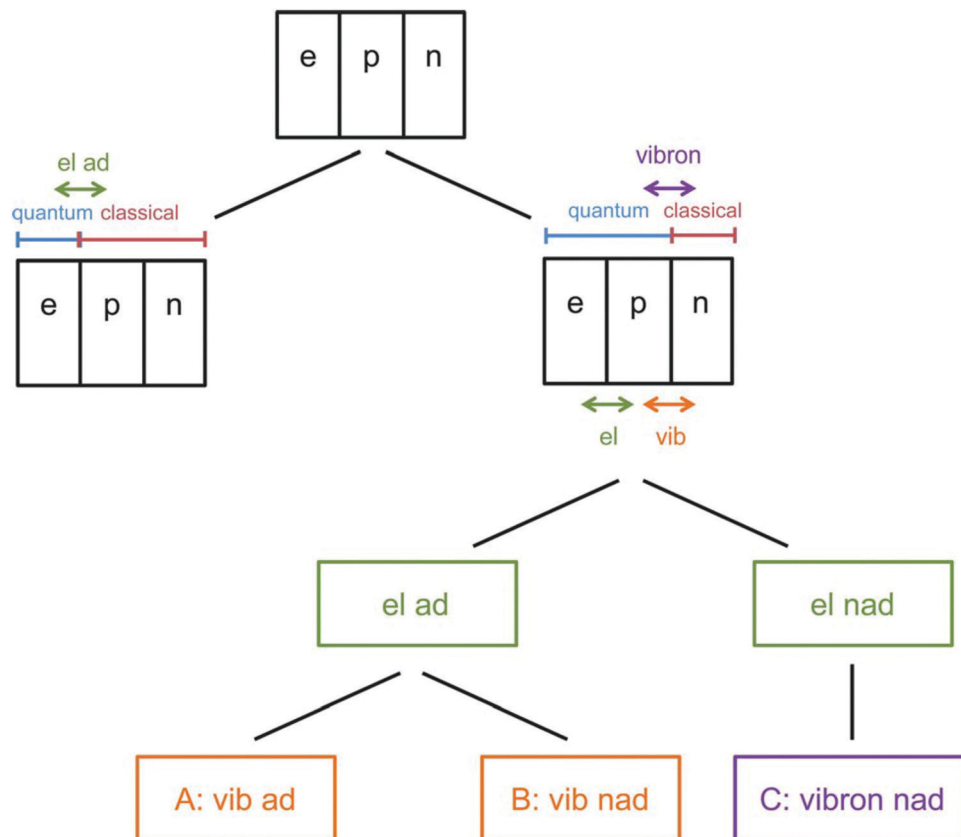 e p n
el ad
quantum classical
e p n
vibron
quantum classical
e p n
el vib
el ad
el nad
A: vib ad
B: vib nad
C: vibron nad